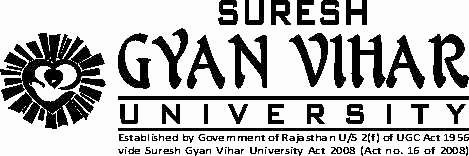 SURESH
GYAN VIHAR
UNIVERSITY
Established by Government of Rajasthan U/S 2(f) of UGC Act 1956
vide Suresh Gyan Vihar University Act 2008 (Act no. 16 of 2008)